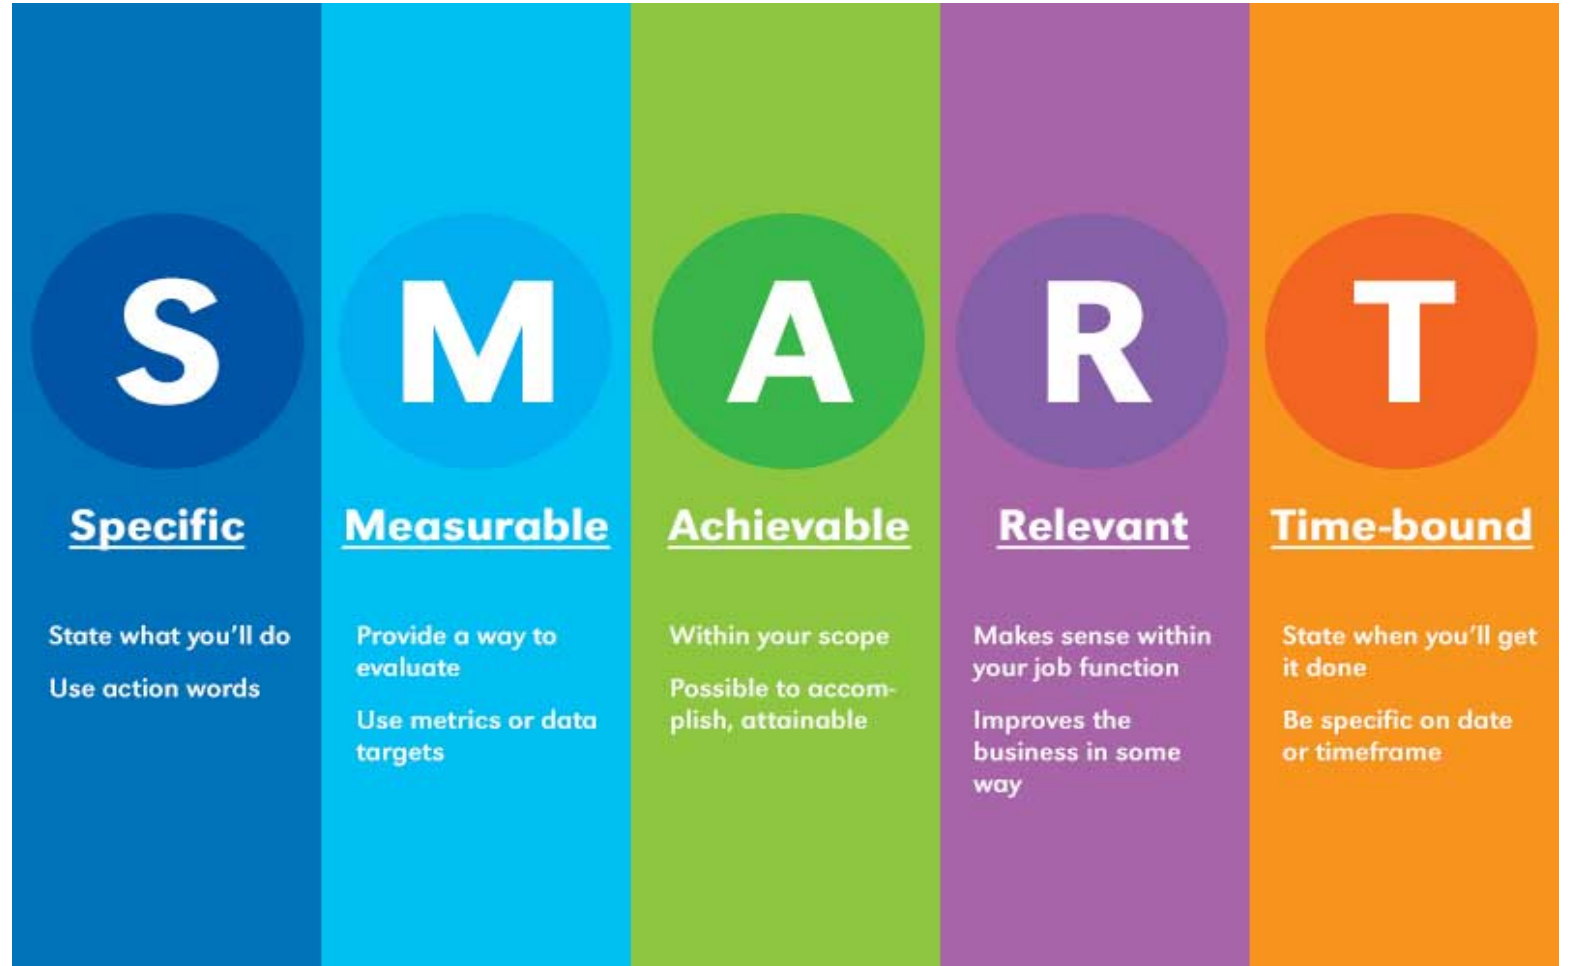 S
Specific
State what you'll do
Use action words
M
Measurable
Provide a way to
evaluate
Use metrics or data
targets
A
Achievable
Within your scope
Possible to accom-
plish, attainable
R
Relevant
Makes sense within
your job function
Improves the
business in some
way
T
Time-bound
State when you'll get
it done
Be specific on date
or timeframe